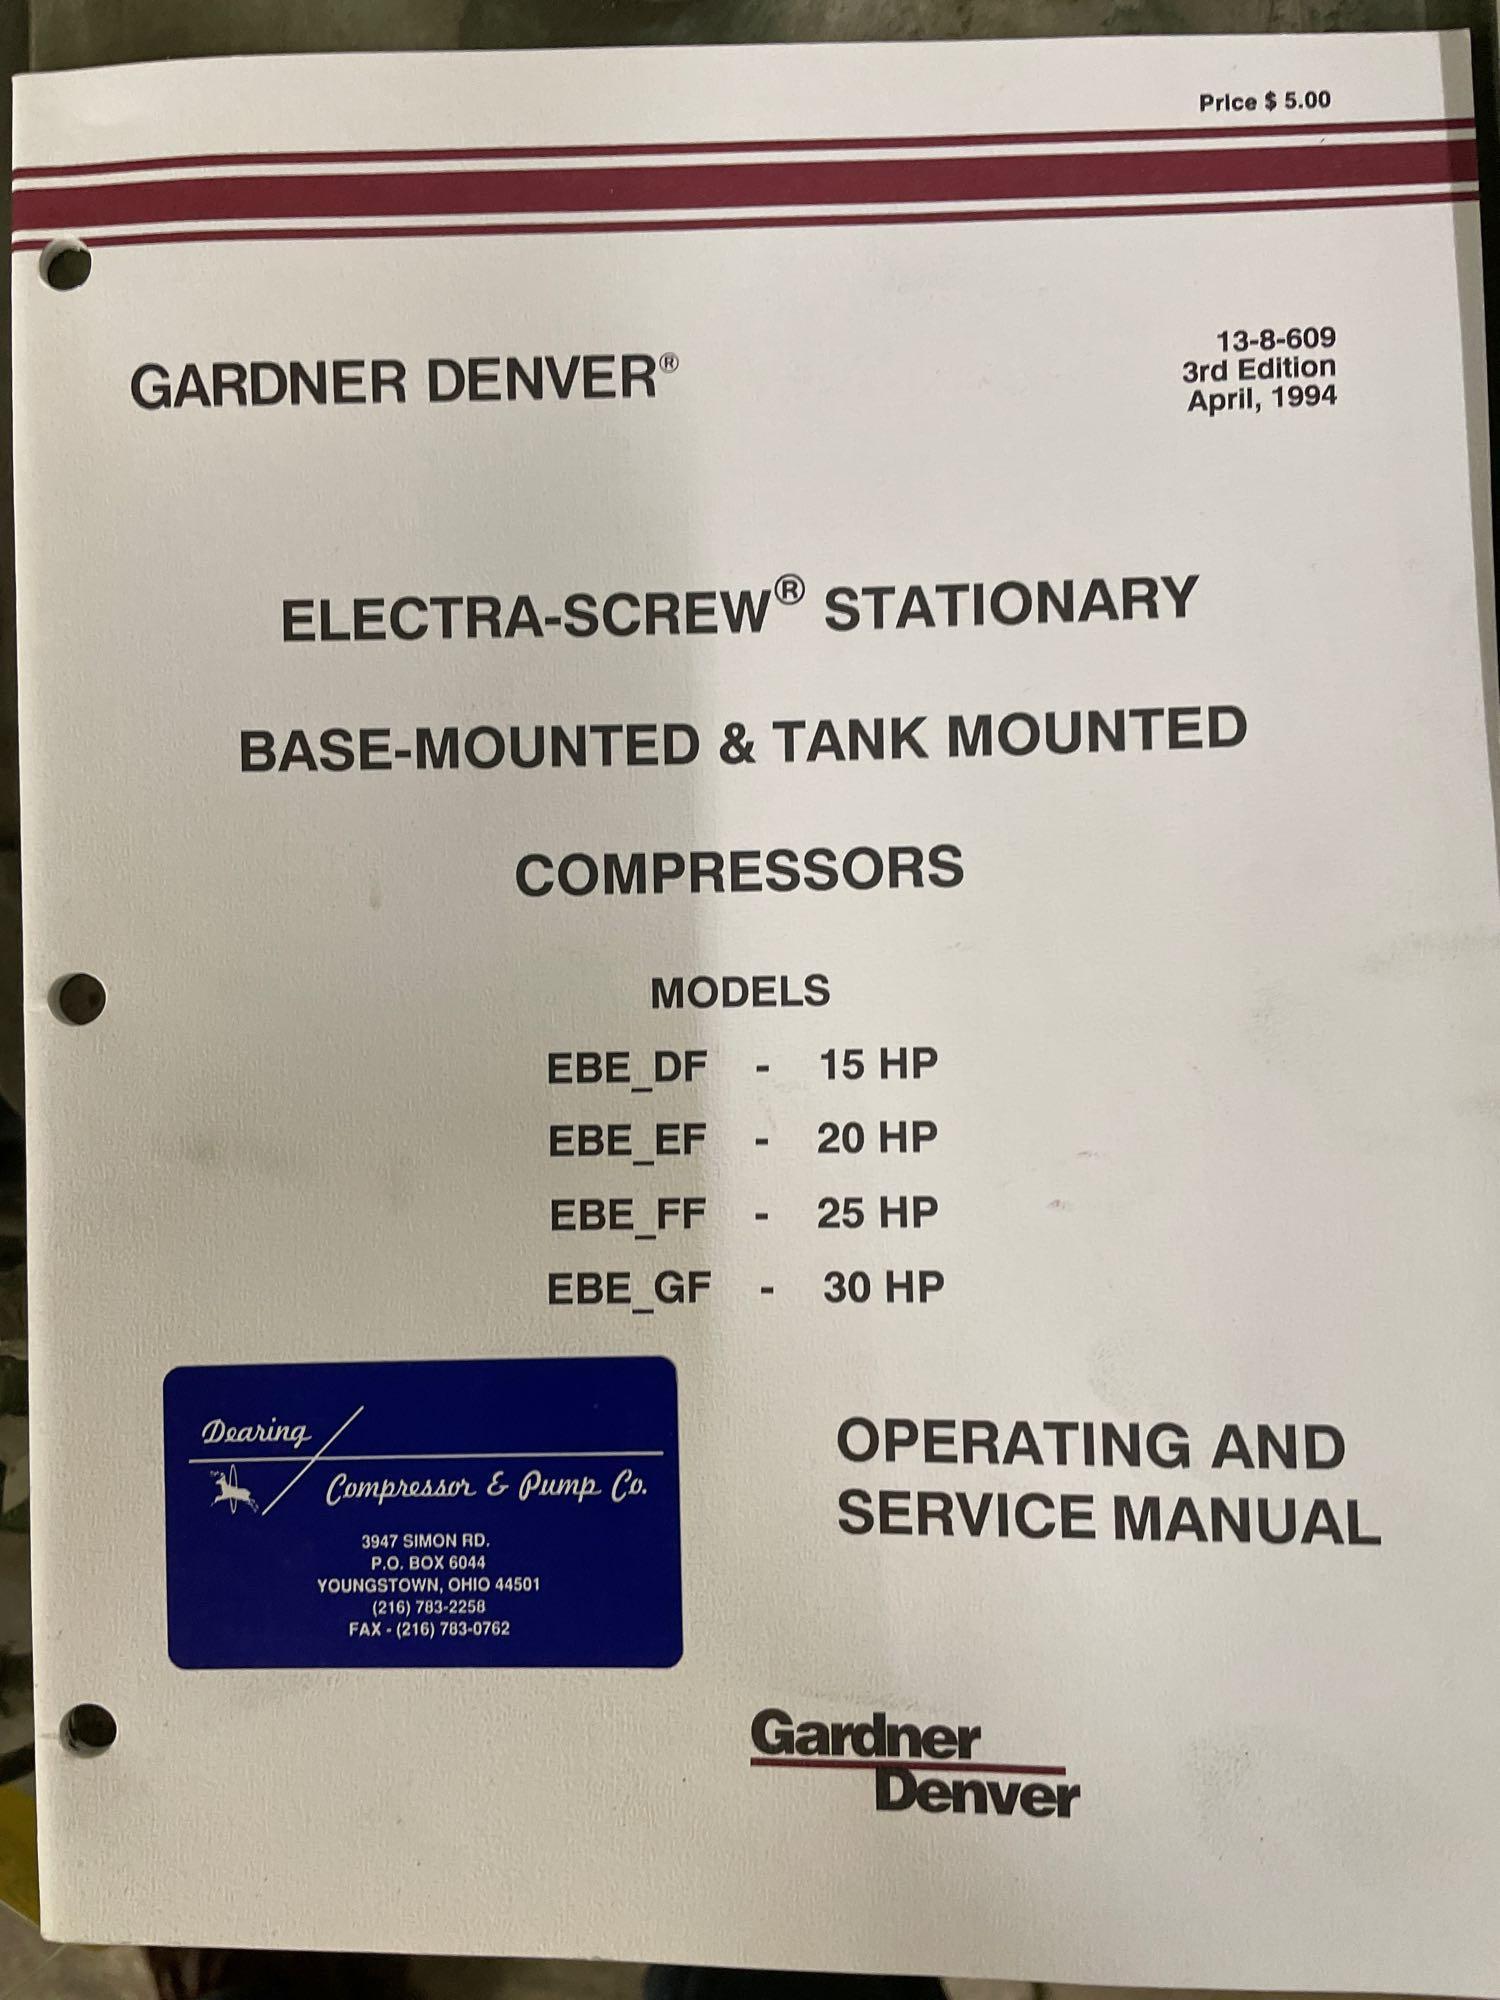 Price $ 5.00
GARDNER DENVER®
13-8-609
3rd Edition
April, 1994
ELECTRA-SCREW® STATIONARY
BASE-MOUNTED & TANK MOUNTED
COMPRESSORS
MODELS
EBE_DF - 15 HP
EBE_EF - 20 HP
EBE_FF - 25 HP
EBE_GF - 30 HP
Dearing
Compressor & Pump Co.
3947 SIMON RD.
P.O. BOX 6044
YOUNGSTOWN, OHIO 44501
(216) 783-2258
FAX - (216) 783-0762
OPERATING AND
SERVICE MANUAL
Gardner
Denver